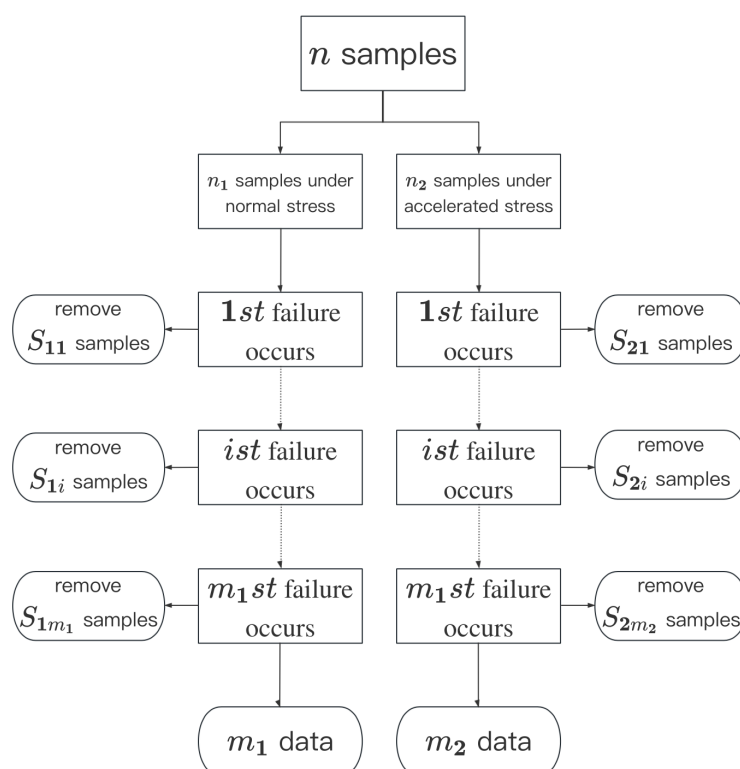 n samples
n₁ samples under
normal stress
n₂ samples under
accelerated stress
remove
S₁₁ samples
1st failure
occurs
1st failure
occurs
remove
S₂₁ samples
remove
S₁ᵢ samples
ist failure
occurs
ist failure
occurs
remove
S₂ᵢ samples
remove
S₁ₘ₁ samples
m₁st failure
occurs
m₁st failure
occurs
remove
S₂ₘ₂ samples
m₁ data
m₂ data